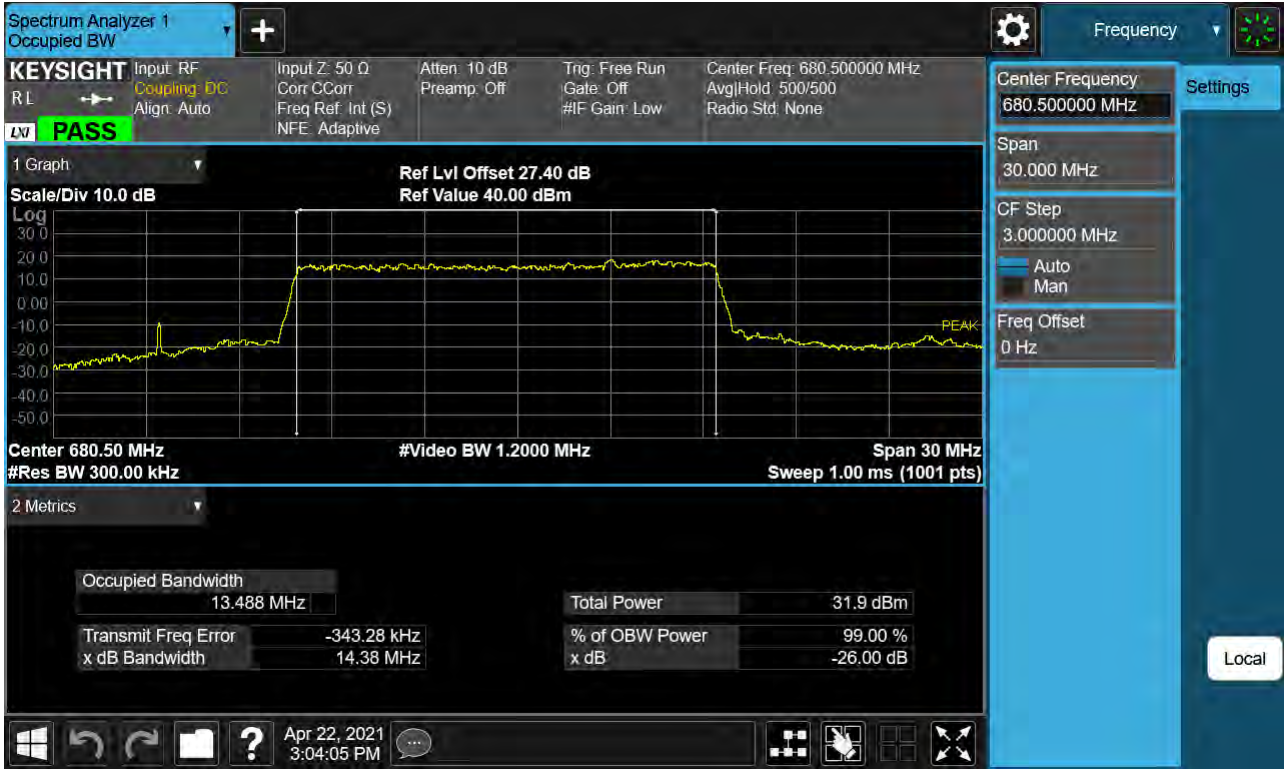 Spectrum Analyzer 1
Occupied BW
+
Frequency
KEYSIGHT
RL
LXI
PASS
Input: RF
Coupling: DC
Align: Auto
Input Z: 50 Ω
Corr CCorr
Freq Ref: Int (S)
NFE: Adaptive
Atten: 10 dB
Preamp: Off
Trig: Free Run
Gate: Off
#IF Gain: Low
Center Freq: 680.500000 MHz
Avg|Hold: 500/500
Radio Std: None
1 Graph
Scale/Div 10.0 dB
Ref Lvl Offset 27.40 dB
Ref Value 40.00 dBm
Log
30.0
20.0
10.0
0.00
-10.0
-20.0
-30.0
-40.0
-50.0
PEAK
Center 680.50 MHz
#Video BW 1.2000 MHz
Span 30 MHz
#Res BW 300.00 kHz
Sweep 1.00 ms (1001 pts)
2 Metrics
Occupied Bandwidth
13.488 MHz
Total Power 31.9 dBm
Transmit Freq Error -343.28 kHz
% of OBW Power 99.00 %
x dB Bandwidth 14.38 MHz
x dB -26.00 dB
Center Frequency
680.500000 MHz
Settings
Span
30.000 MHz
CF Step
3.000000 MHz
Auto
Man
Freq Offset
0 Hz
Local
?
Apr 22, 2021
3:04:05 PM